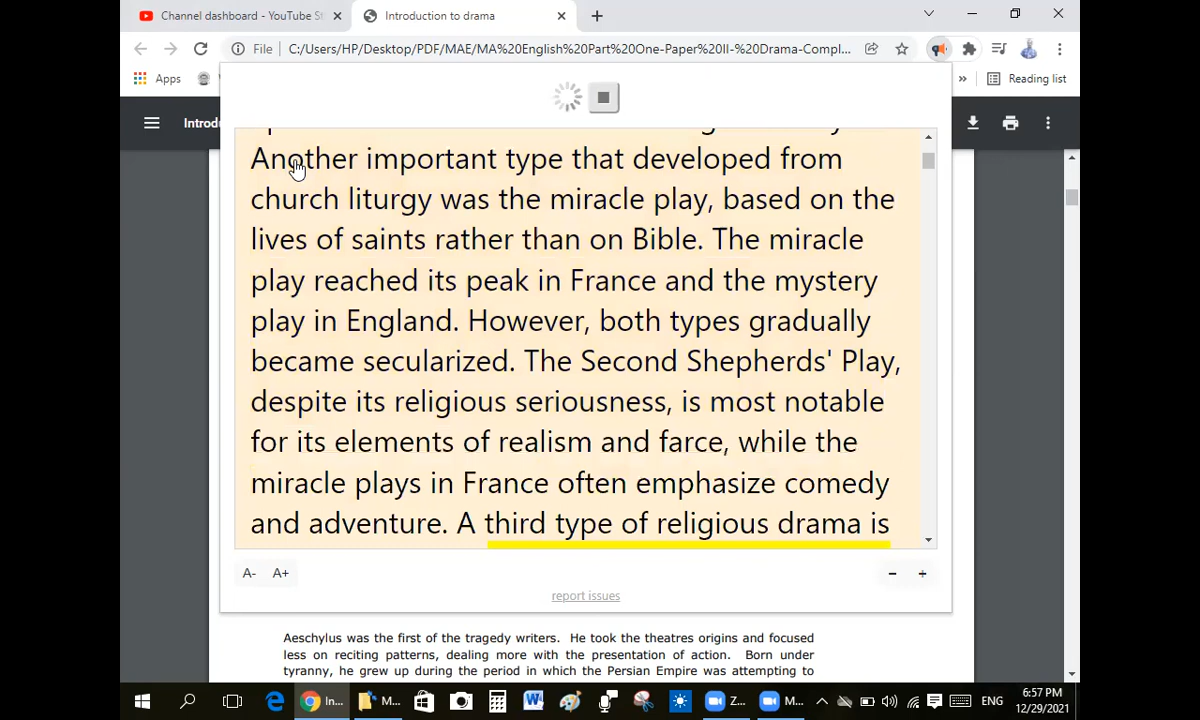 Channel dashboard - YouTube St
Introduction to drama
File
C:/Users/HP/Desktop/PDF/MAE/MA%20English%20Part%20One-Paper%20II-%20Drama-Compl...
Apps
Reading list
Introdu
Another important type that developed from
church liturgy was the miracle play, based on the
lives of saints rather than on Bible. The miracle
play reached its peak in France and the mystery
play in England. However, both types gradually
became secularized. The Second Shepherds' Play,
despite its religious seriousness, is most notable
for its elements of realism and farce, while the
miracle plays in France often emphasize comedy
and adventure. A third type of religious drama is
A- A+ − +
report issues
Aeschylus was the first of the tragedy writers. He took the theatres origins and focused
less on reciting patterns, dealing more with the presentation of action. Born under
tyranny, he grew up during the period in which the Persian Empire was attempting to
In... M... Z... M... ENG
6:57 PM
12/29/2021